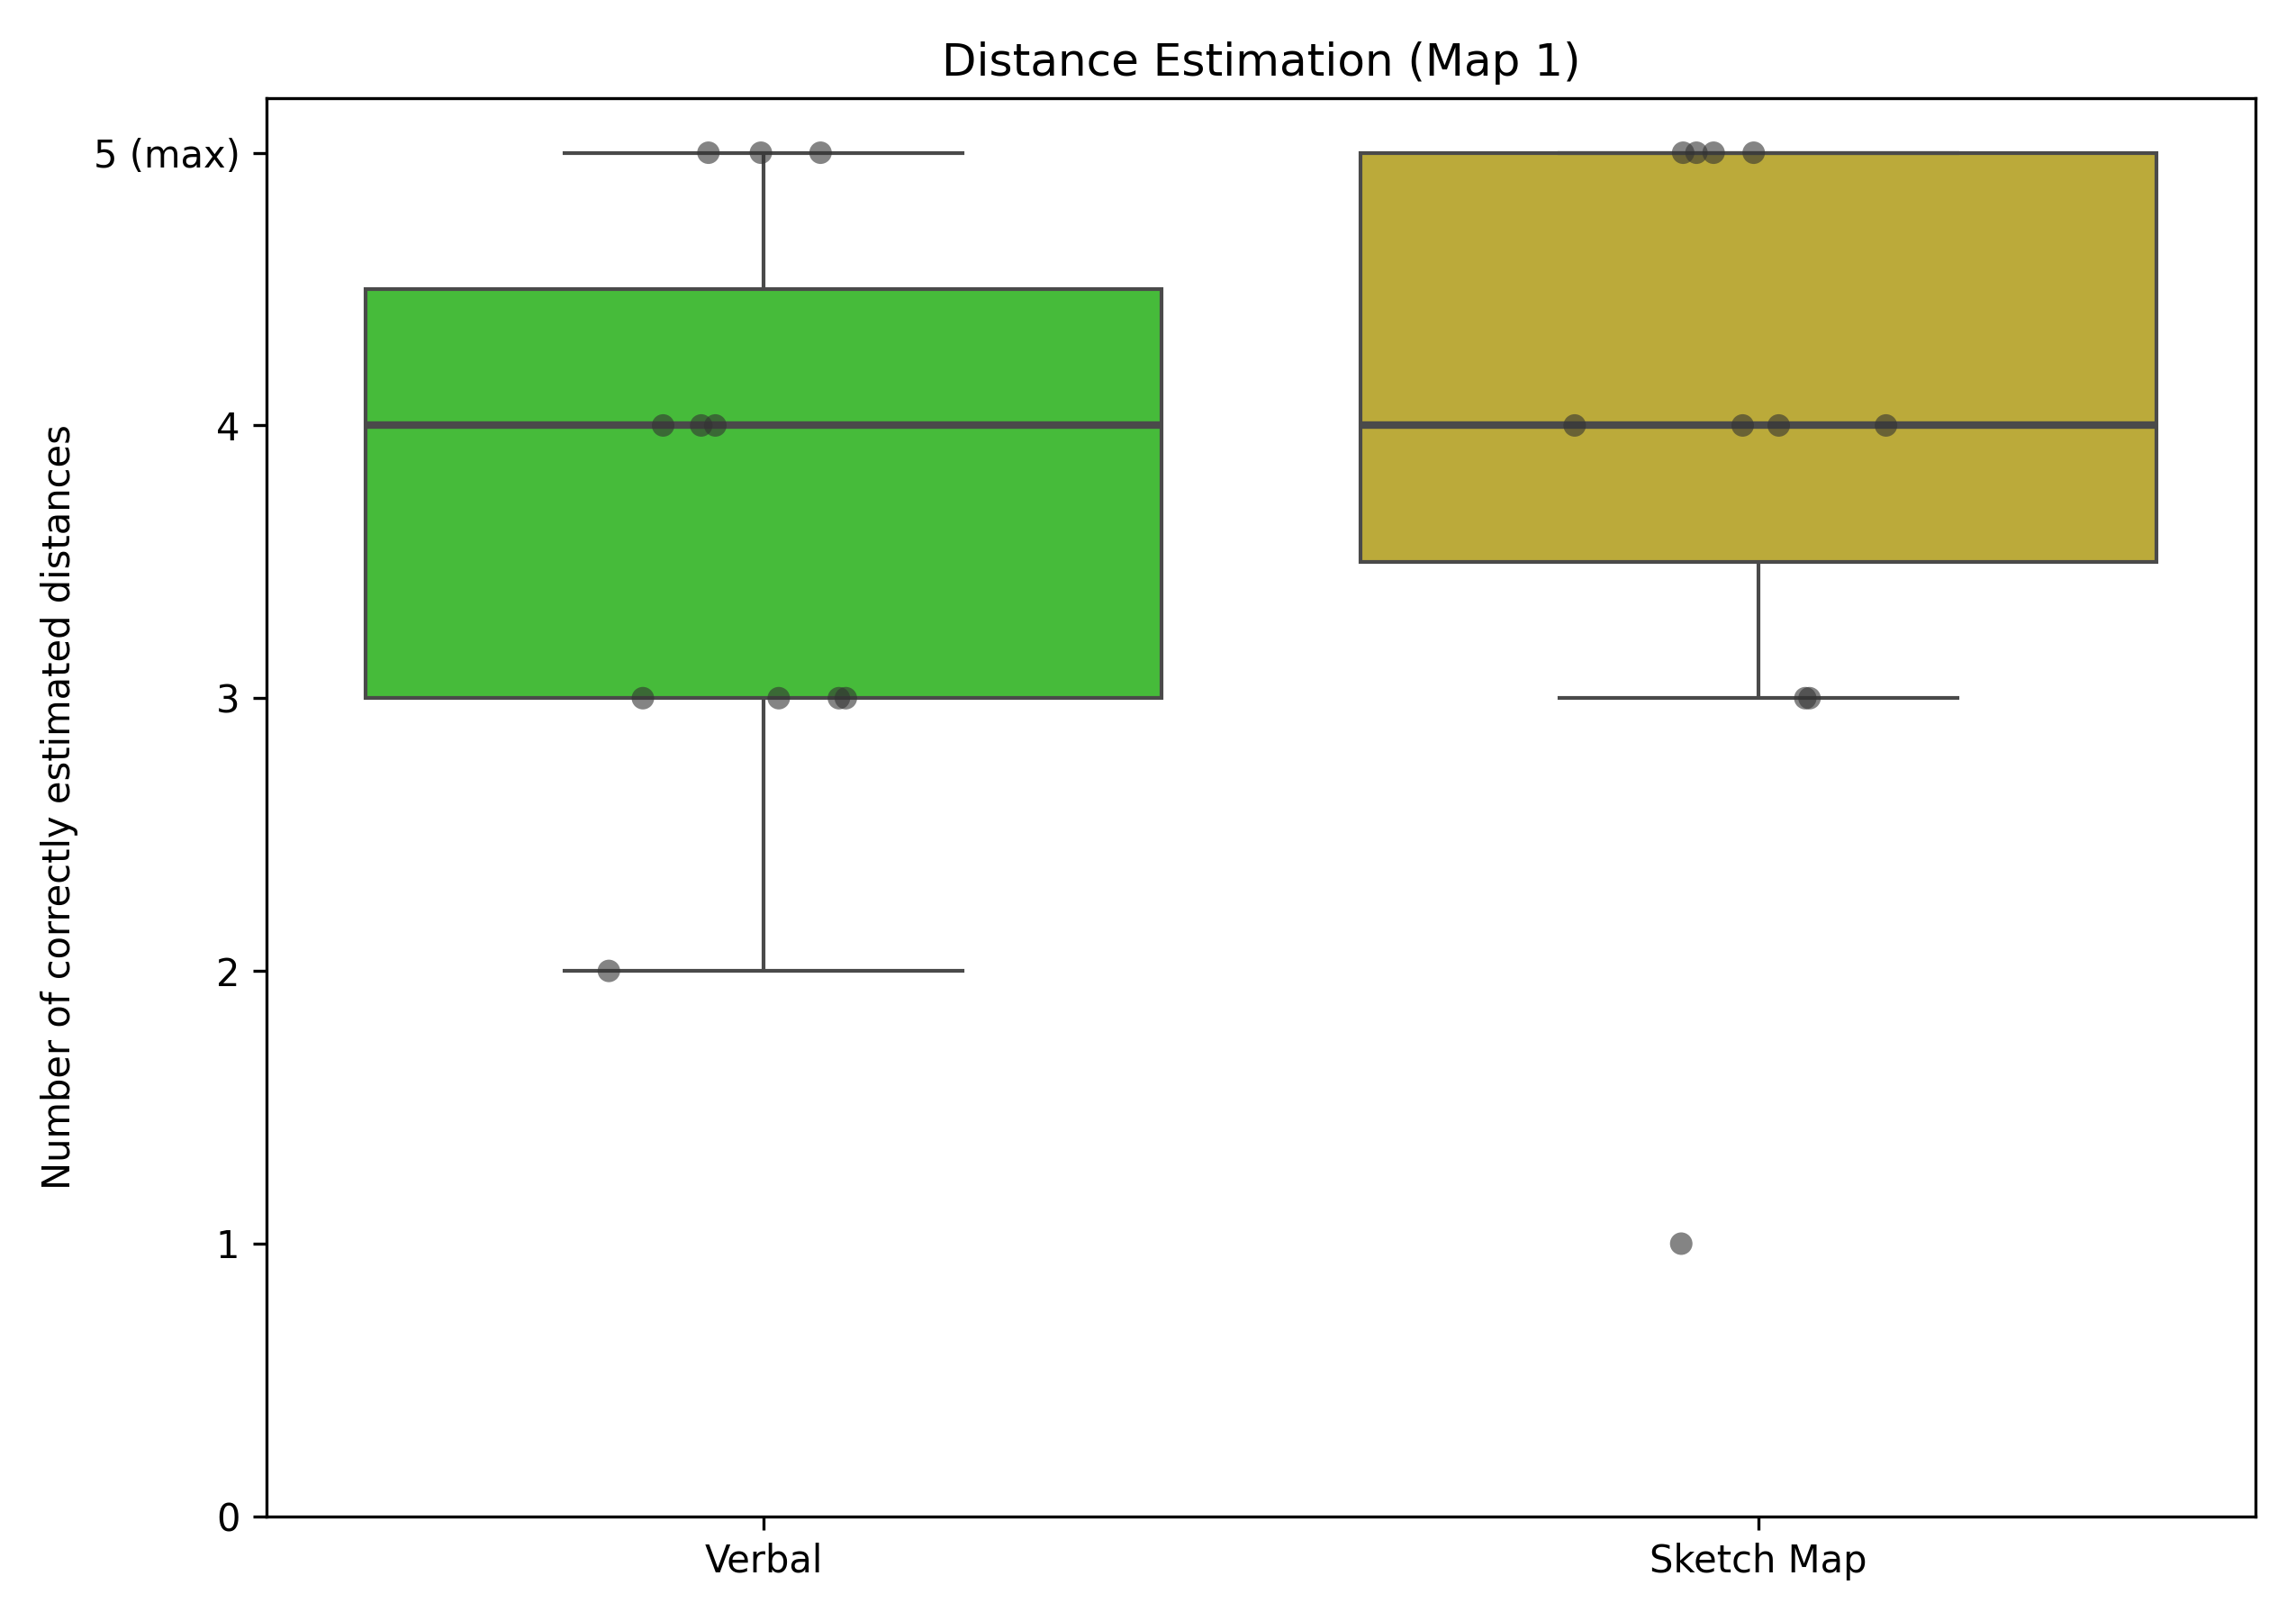 Distance Estimation (Map 1)
Number of correctly estimated distances
5 (max)
4
3
2
1
0
Verbal
Sketch Map